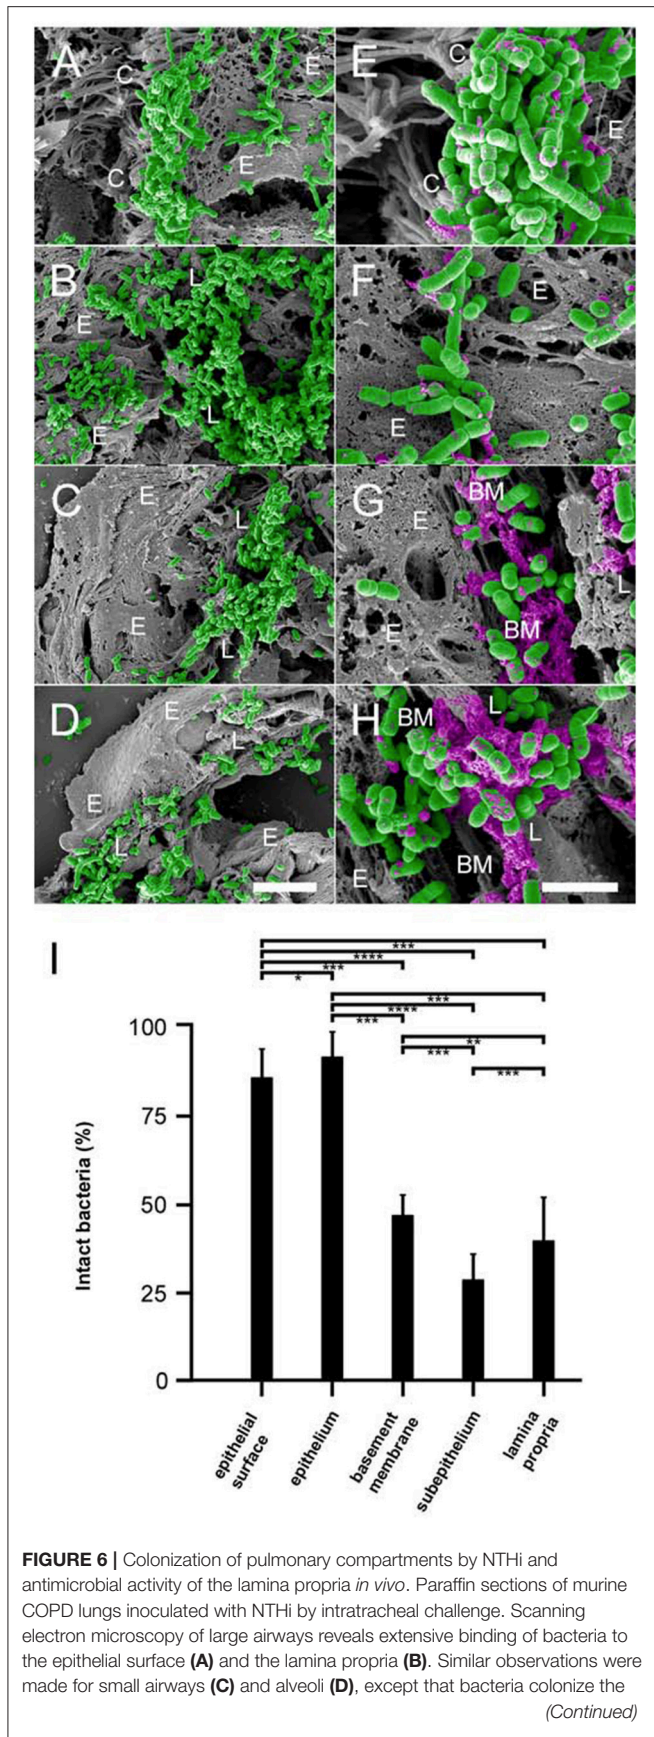 A
C
E
C
E
E
C
E
C
B
L
E
L
E
F
E
E
C
E
L
E
L
G
BM
E
L
E
BM
D
E
L
E
E
L
H
BM
L
L
E
BM
I
***
****
***
*
***
****
***
**
***
***
100
75
50
25
0
Intact bacteria (%)
epithelial
surface
epithelium
basement
membrane
subepithelium
lamina
propria
FIGURE 6 | Colonization of pulmonary compartments by NTHi and
antimicrobial activity of the lamina propria in vivo. Paraffin sections of murine
COPD lungs inoculated with NTHi by intratracheal challenge. Scanning
electron microscopy of large airways reveals extensive binding of bacteria to
the epithelial surface (A) and the lamina propria (B). Similar observations were
made for small airways (C) and alveoli (D), except that bacteria colonize the
(Continued)